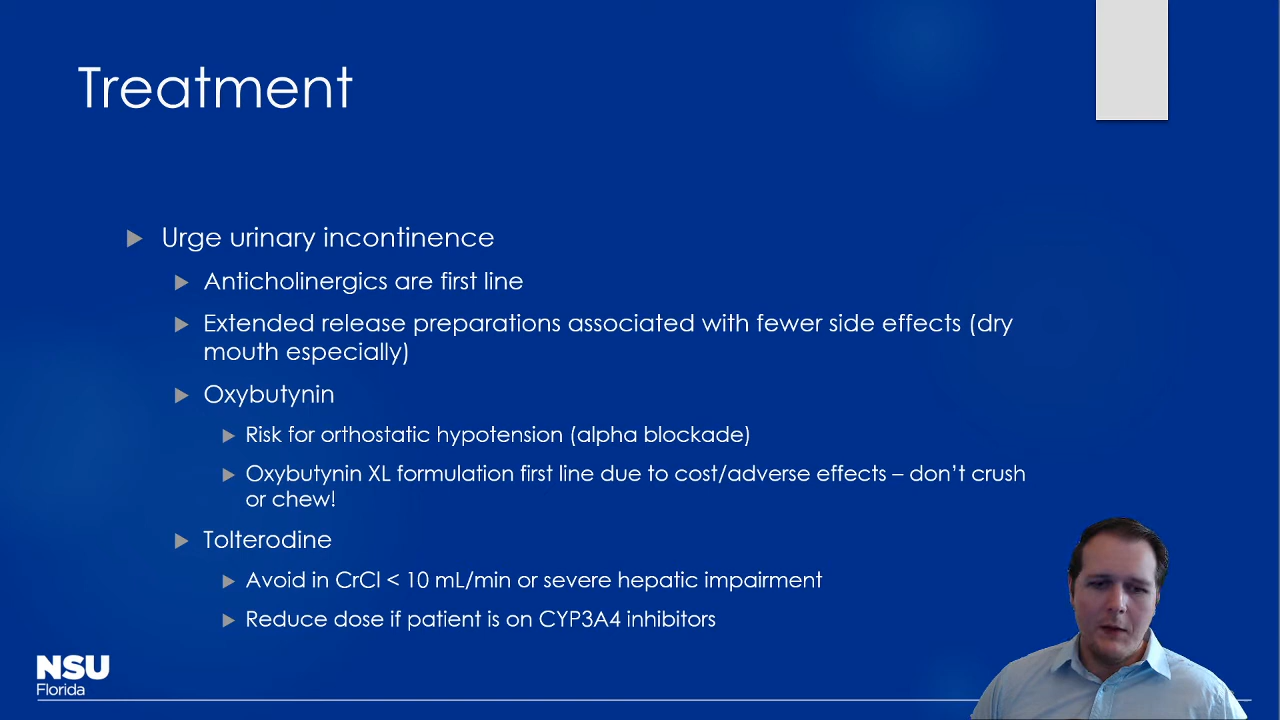 Treatment
Urge urinary incontinence
Anticholinergics are first line
Extended release preparations associated with fewer side effects (dry
mouth especially)
Oxybutynin
Risk for orthostatic hypotension (alpha blockade)
Oxybutynin XL formulation first line due to cost/adverse effects – don’t crush
or chew!
Tolterodine
Avoid in CrCl < 10 mL/min or severe hepatic impairment
Reduce dose if patient is on CYP3A4 inhibitors
NSU
Florida